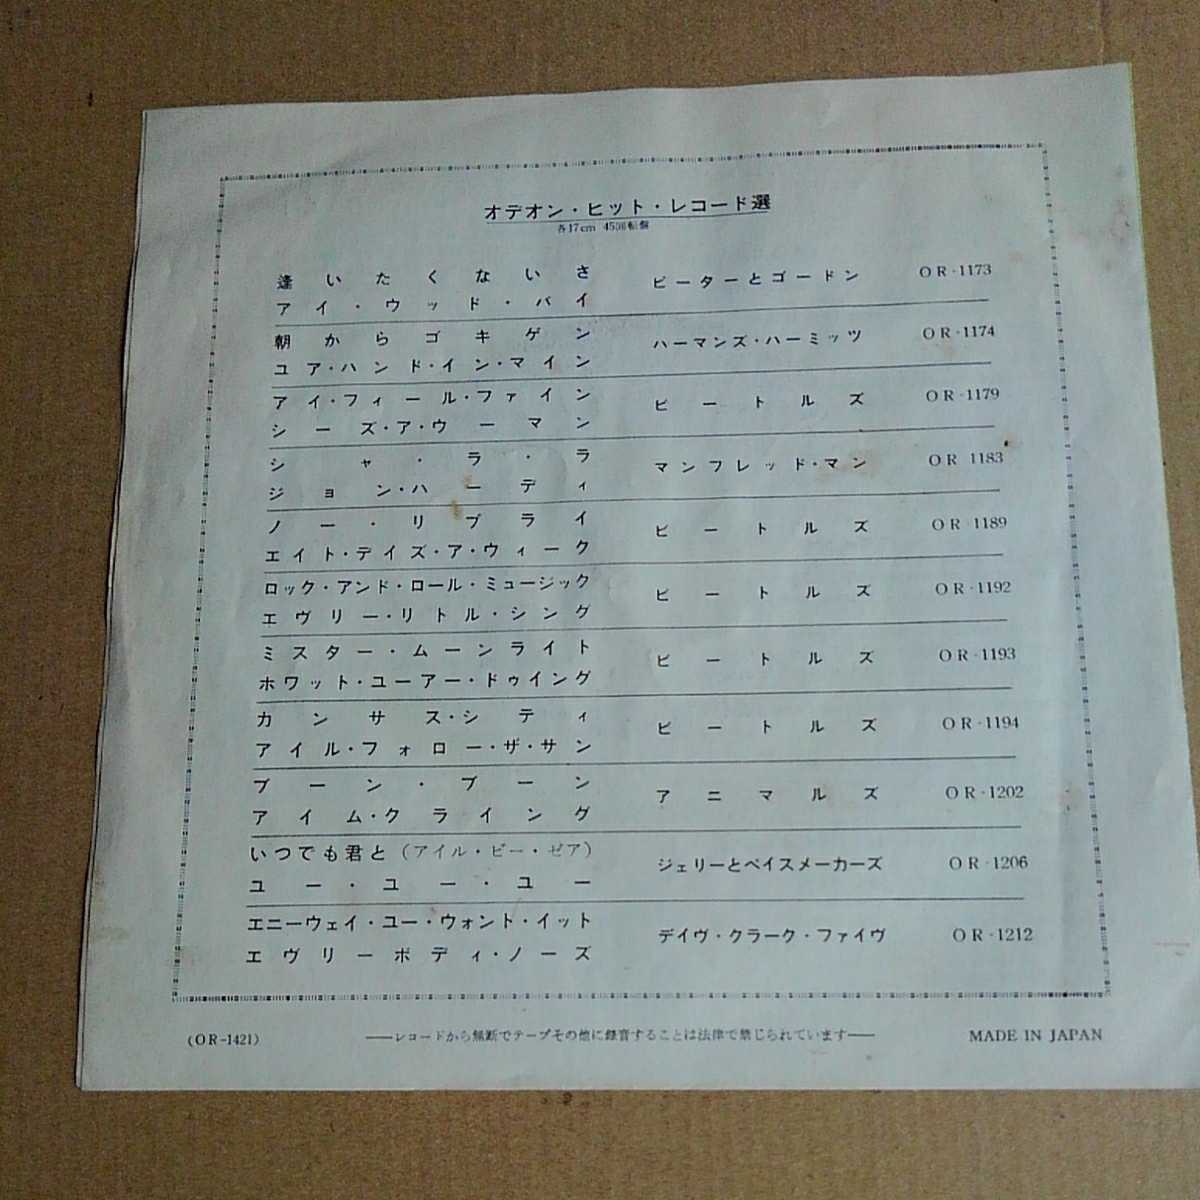 オデオン・ヒット・レコード選
各17cm 45回転盤
逢いたくないさ
アイ・ウッド・バイ
ピーターとゴードン OR-1173
朝からゴキゲン
ユア・ハンド・イン・マイン
ハーマンズ・ハーミッツ OR-1174
アイ・フィール・ファイン
シーズ・ア・ウーマン
ビートルズ OR-1179
シャ・ラ・ラ
ジョン・ハーディ
マンフレッド・マン OR 1183
ノー・リプライ
エイト・デイズ・ア・ウィーク
ビートルズ OR-1189
ロック・アンド・ロール・ミュージック
エヴリー・リトル・シング
ビートルズ OR-1192
ミスター・ムーンライト
ホワット・ユーアー・ドゥイング
ビートルズ OR-1193
カンサス・シティ
アイル・フォロー・ザ・サン
ビートルズ OR-1194
ブーン・ブーン
アイム・クライング
アニマルズ OR-1202
いつでも君と（アイル・ビー・ゼア）
ユー・ユー・ユー
ジェリーとペイスメーカーズ OR-1206
エニーウェイ・ユー・ウォント・イット
エヴリーボディ・ノーズ
デイヴ・クラーク・ファイヴ OR-1212
(OR-1421) ――レコードから無断でテープその他に録音することは法律で禁じられています―― MADE IN JAPAN